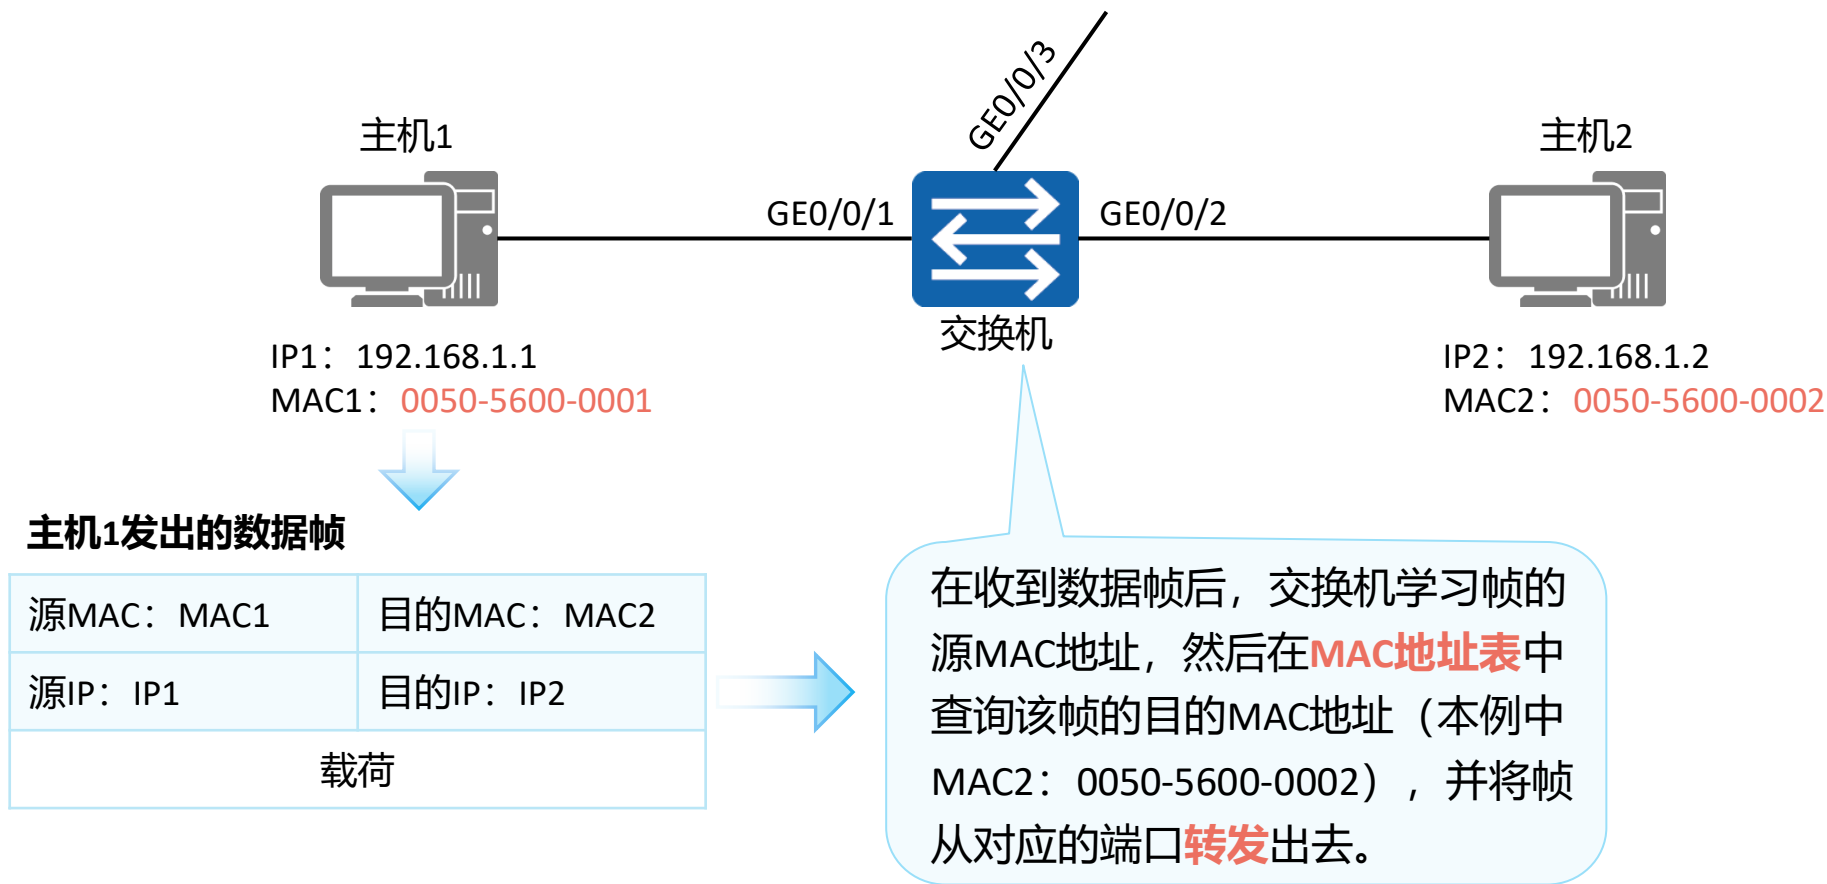 GE0/0/3
主机1
主机2
GE0/0/1
GE0/0/2
交换机
IP1：192.168.1.1
MAC1：0050-5600-0001
IP2：192.168.1.2
MAC2：0050-5600-0002
主机1发出的数据帧
源MAC：MAC1
目的MAC：MAC2
源IP：IP1
目的IP：IP2
载荷
在收到数据帧后，交换机学习帧的
源MAC地址，然后在MAC地址表中
查询该帧的目的MAC地址（本例中
MAC2：0050-5600-0002），并将帧
从对应的端口转发出去。